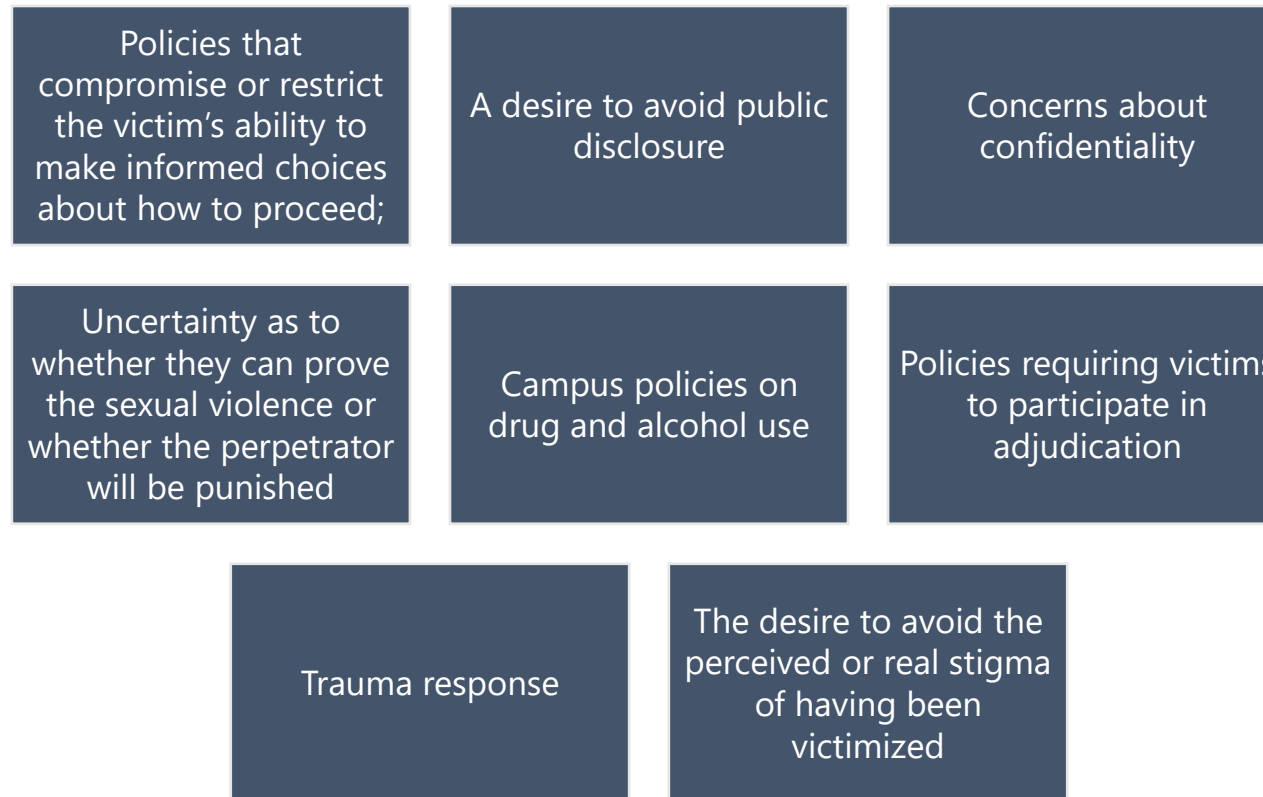 Policies that
compromise or restrict
the victim’s ability to
make informed choices
about how to proceed;
A desire to avoid public
disclosure
Concerns about
confidentiality
Uncertainty as to
whether they can prove
the sexual violence or
whether the perpetrator
will be punished
Campus policies on
drug and alcohol use
Policies requiring victims
to participate in
adjudication
Trauma response
The desire to avoid the
perceived or real stigma
of having been
victimized